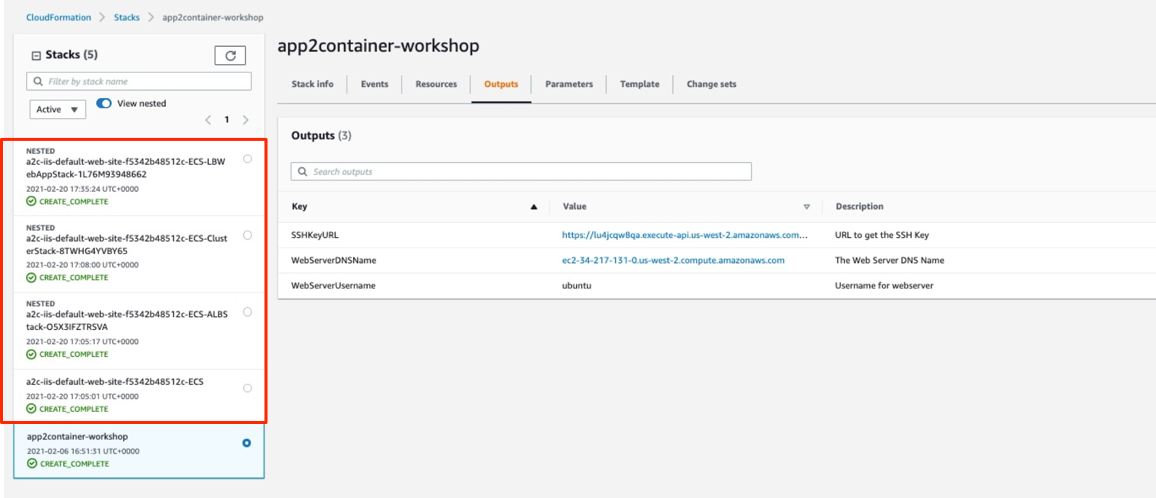 CloudFormation > Stacks > app2container-workshop
Stacks (5)
Filter by stack name
Active
View nested
1
NESTED
a2c-iis-default-web-site-f5342b48512c-ECS-LBW
ebAppStack-1L76M93948662
2021-02-20 17:35:24 UTC+0000
CREATE_COMPLETE
NESTED
a2c-iis-default-web-site-f5342b48512c-ECS-Clust
erStack-8TWHG4YVBY65
2021-02-20 17:08:00 UTC+0000
CREATE_COMPLETE
NESTED
a2c-iis-default-web-site-f5342b48512c-ECS-ALBS
tack-O5X3IFZTRSVA
2021-02-20 17:05:17 UTC+0000
CREATE_COMPLETE
a2c-iis-default-web-site-f5342b48512c-ECS
2021-02-20 17:05:01 UTC+0000
CREATE_COMPLETE
app2container-workshop
2021-02-06 16:51:31 UTC+0000
CREATE_COMPLETE
app2container-workshop
Stack info Events Resources Outputs Parameters Template Change sets
Outputs (3)
Search outputs
Key Value Description
SSHKeyURL https://lu4jcqw8qa.execute-api.us-west-2.amazonaws.com... URL to get the SSH Key
WebServerDNSName ec2-34-217-131-0.us-west-2.compute.amazonaws.com The Web Server DNS Name
WebServerUsername ubuntu Username for webserver